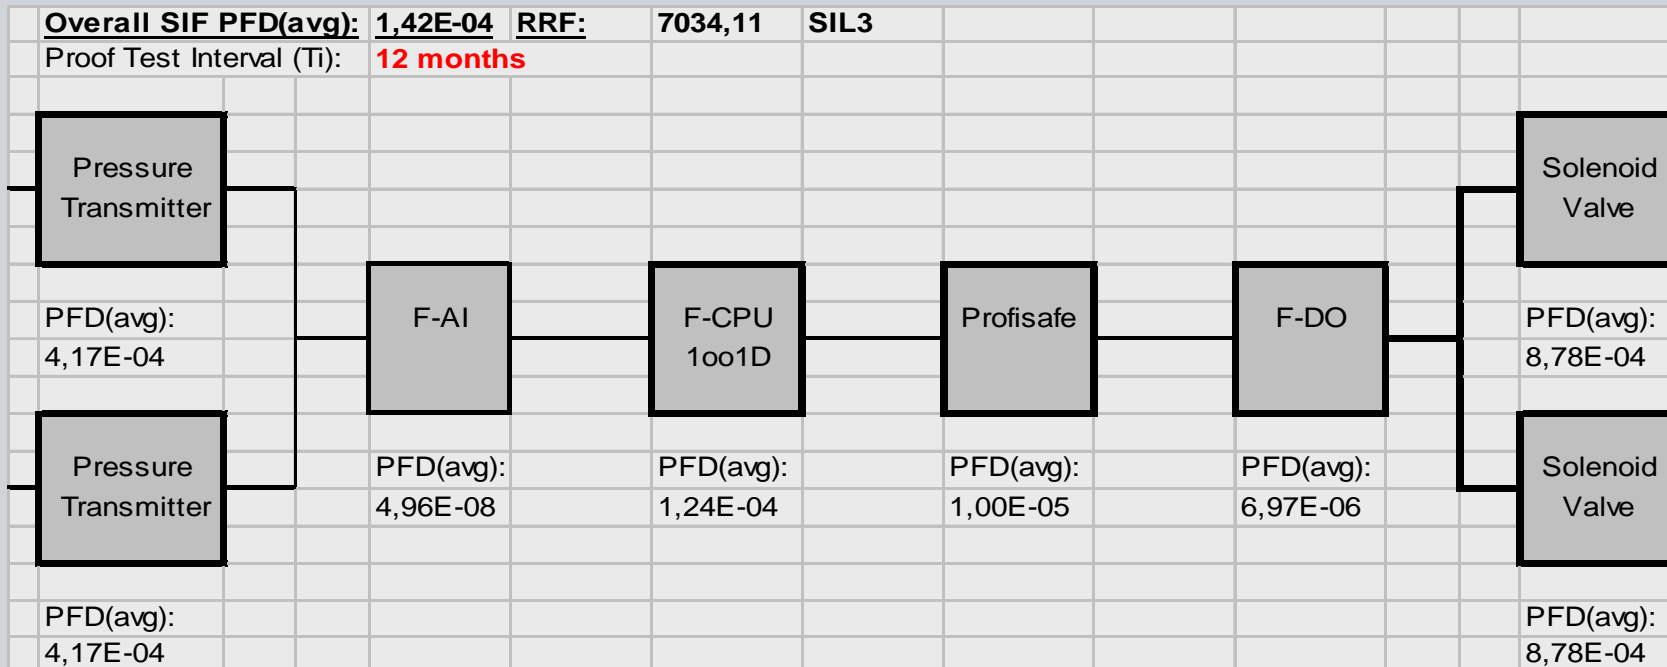 Overall SIF PFD(avg): 1,42E-04 RRF: 7034,11 SIL3
Proof Test Interval (Ti): 12 months
Pressure
Transmitter
PFD(avg):
4,17E-04
Pressure
Transmitter
PFD(avg):
4,17E-04
F-AI
PFD(avg):
4,96E-08
F-CPU
1oo1D
PFD(avg):
1,24E-04
Profisafe
PFD(avg):
1,00E-05
F-DO
PFD(avg):
6,97E-06
Solenoid
Valve
PFD(avg):
8,78E-04
Solenoid
Valve
PFD(avg):
8,78E-04